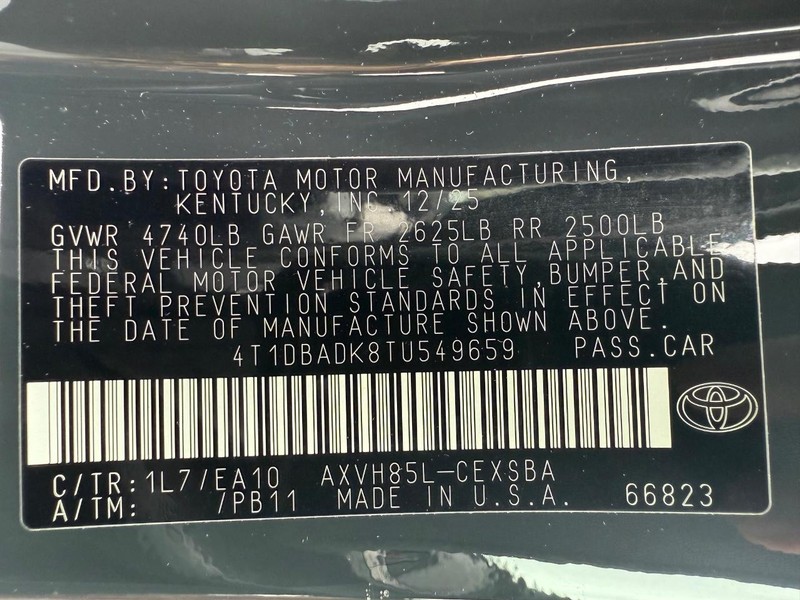 MFD.BY:TOYOTA MOTOR MANUFACTURING,
KENTUCKY,INC. 12/25
GVWR 4740LB GAWR FR 2625LB RR 2500LB
THIS VEHICLE CONFORMS TO ALL APPLICABLE
FEDERAL MOTOR VEHICLE SAFETY,BUMPER,AND
THEFT PREVENTION STANDARDS IN EFFECT ON
THE DATE OF MANUFACTURE SHOWN ABOVE.
4T1DBADK8TU549659 PASS.CAR
C/TR:1L7/EA10 AXVH85L-CEXSBA
A/TM: /PB11 MADE IN U.S.A. 66823